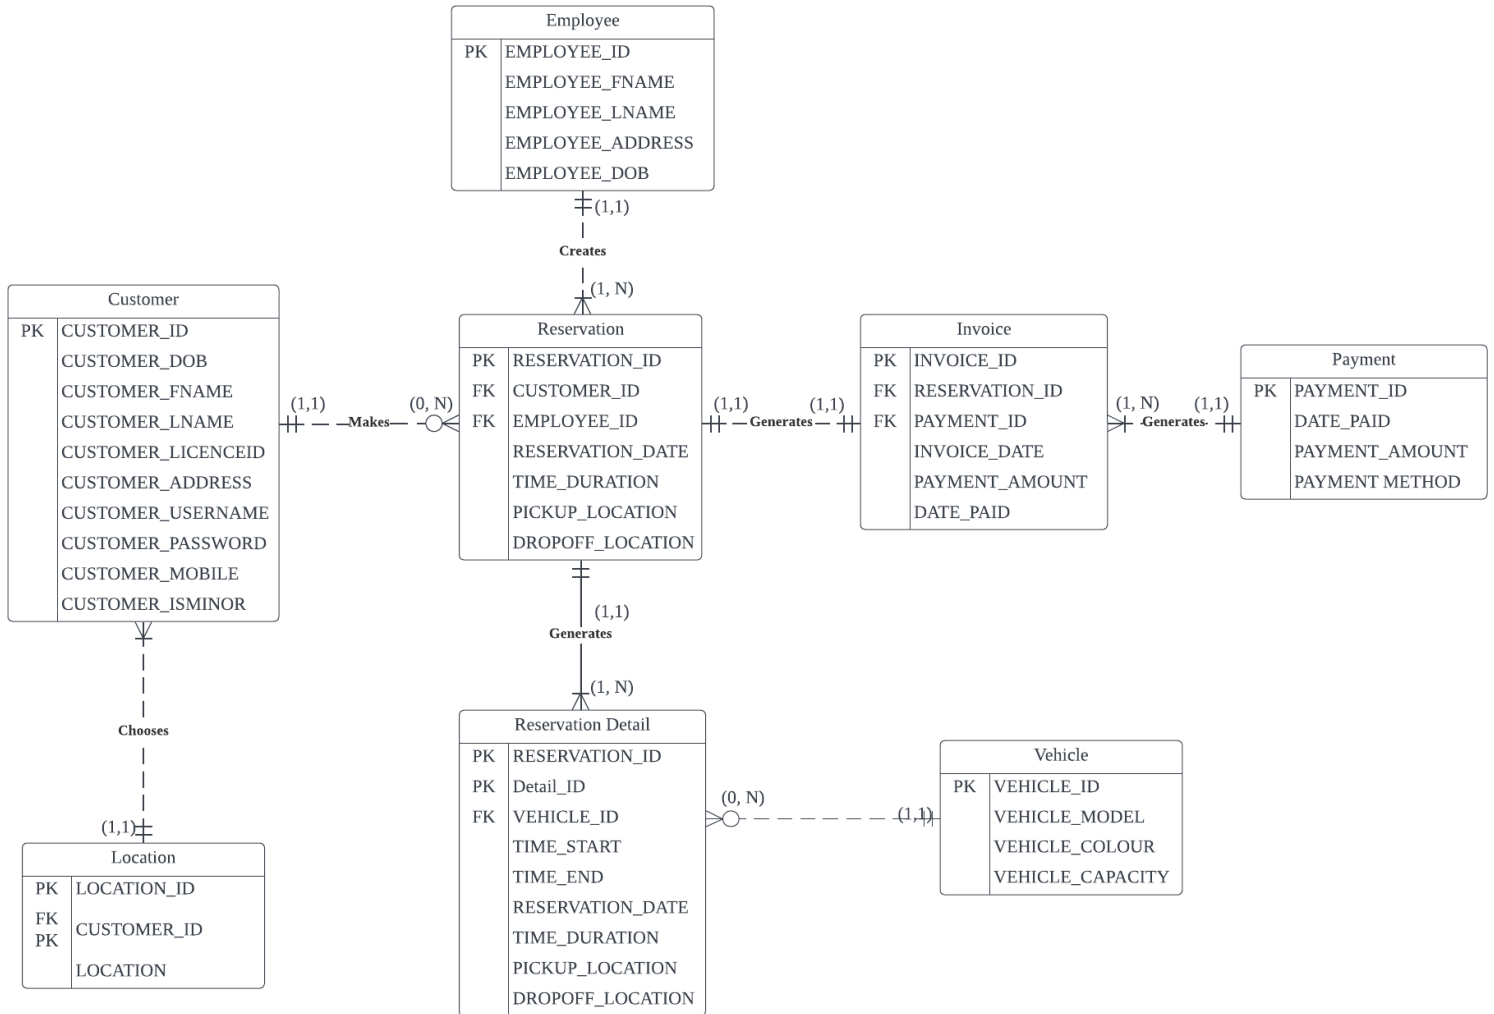 Employee
PK EMPLOYEE_ID
EMPLOYEE_FNAME
EMPLOYEE_LNAME
EMPLOYEE_ADDRESS
EMPLOYEE_DOB
(1,1)
Creates
(1, N)
Customer
PK CUSTOMER_ID
CUSTOMER_DOB
CUSTOMER_FNAME
CUSTOMER_LNAME
CUSTOMER_LICENCEID
CUSTOMER_ADDRESS
CUSTOMER_USERNAME
CUSTOMER_PASSWORD
CUSTOMER_MOBILE
CUSTOMER_ISMINOR
(1,1)
Makes
(0, N)
Reservation
PK RESERVATION_ID
FK CUSTOMER_ID
FK EMPLOYEE_ID
RESERVATION_DATE
TIME_DURATION
PICKUP_LOCATION
DROPOFF_LOCATION
(1,1)
Generates
(1,1)
Invoice
PK INVOICE_ID
FK RESERVATION_ID
FK PAYMENT_ID
INVOICE_DATE
PAYMENT_AMOUNT
DATE_PAID
(1, N)
Generates
(1,1)
Payment
PK PAYMENT_ID
DATE_PAID
PAYMENT_AMOUNT
PAYMENT METHOD
(1,1)
Generates
(1, N)
Chooses
(1,1)
Location
PK LOCATION_ID
FK
PK CUSTOMER_ID
LOCATION
Reservation Detail
PK RESERVATION_ID
PK Detail_ID
FK VEHICLE_ID
TIME_START
TIME_END
RESERVATION_DATE
TIME_DURATION
PICKUP_LOCATION
DROPOFF_LOCATION
(0, N)
(1,1)
Vehicle
PK VEHICLE_ID
VEHICLE_MODEL
VEHICLE_COLOUR
VEHICLE_CAPACITY